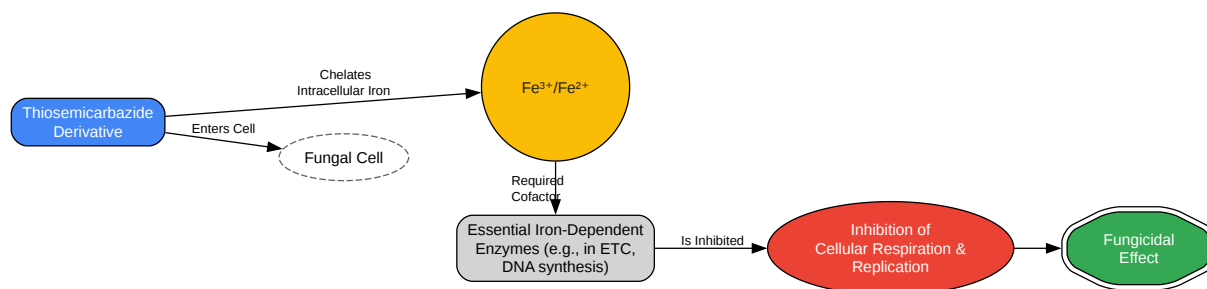 Thiosemicarbazide
Derivative
Chelates
Intracellular Iron
Enters Cell
Fungal Cell
Fe³⁺/Fe²⁺
Required
Cofactor
Essential Iron-Dependent
Enzymes (e.g., in ETC,
DNA synthesis)
Is Inhibited
Inhibition of
Cellular Respiration &
Replication
Fungicidal
Effect